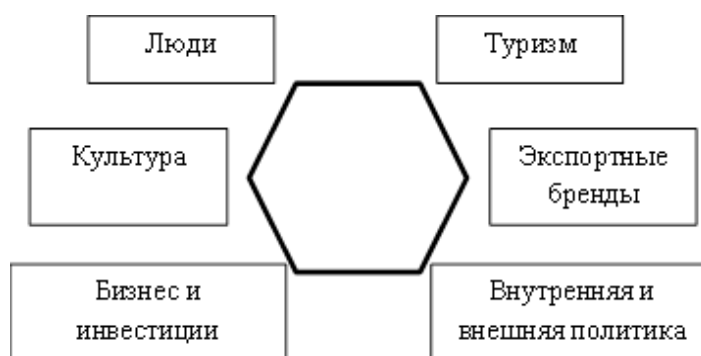 Люди
Туризм
Культура
Экспортные
бренды
Бизнес и
инвестиции
Внутренняя и
внешняя политика